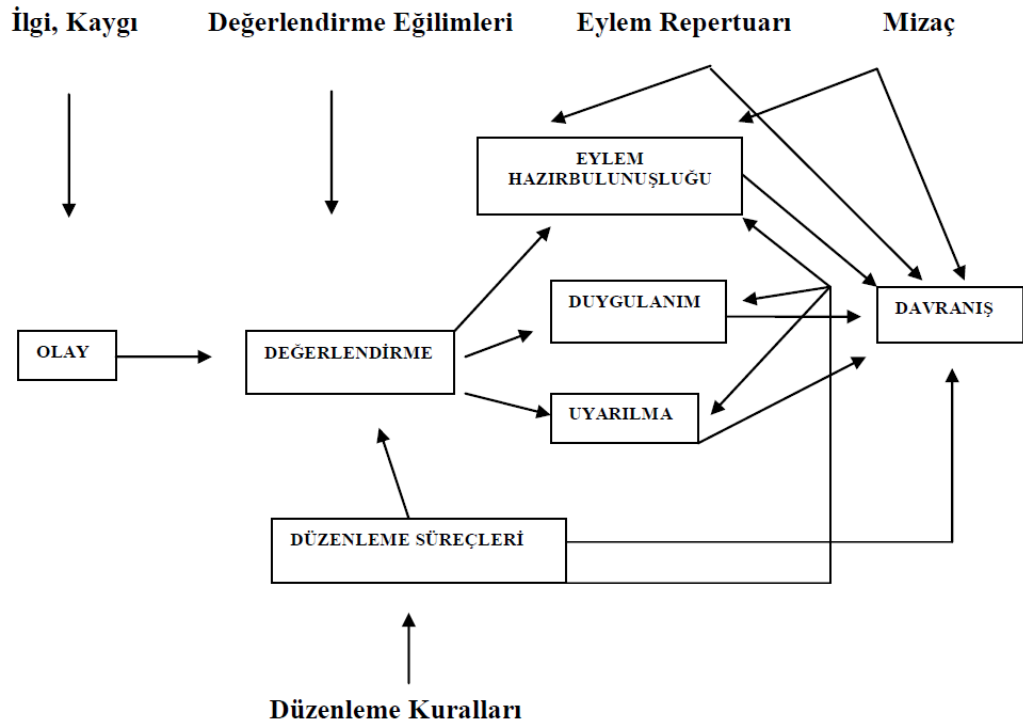 İlgi, Kaygı Değerlendirme Eğilimleri Eylem Repertuarı Mizaç
EYLEM
HAZIRBULUNUŞLUĞU
DUYGULANIM
DAVRANIŞ
OLAY
DEĞERLENDİRME
UYARILMA
DÜZENLEME SÜREÇLERİ
Düzenleme Kuralları